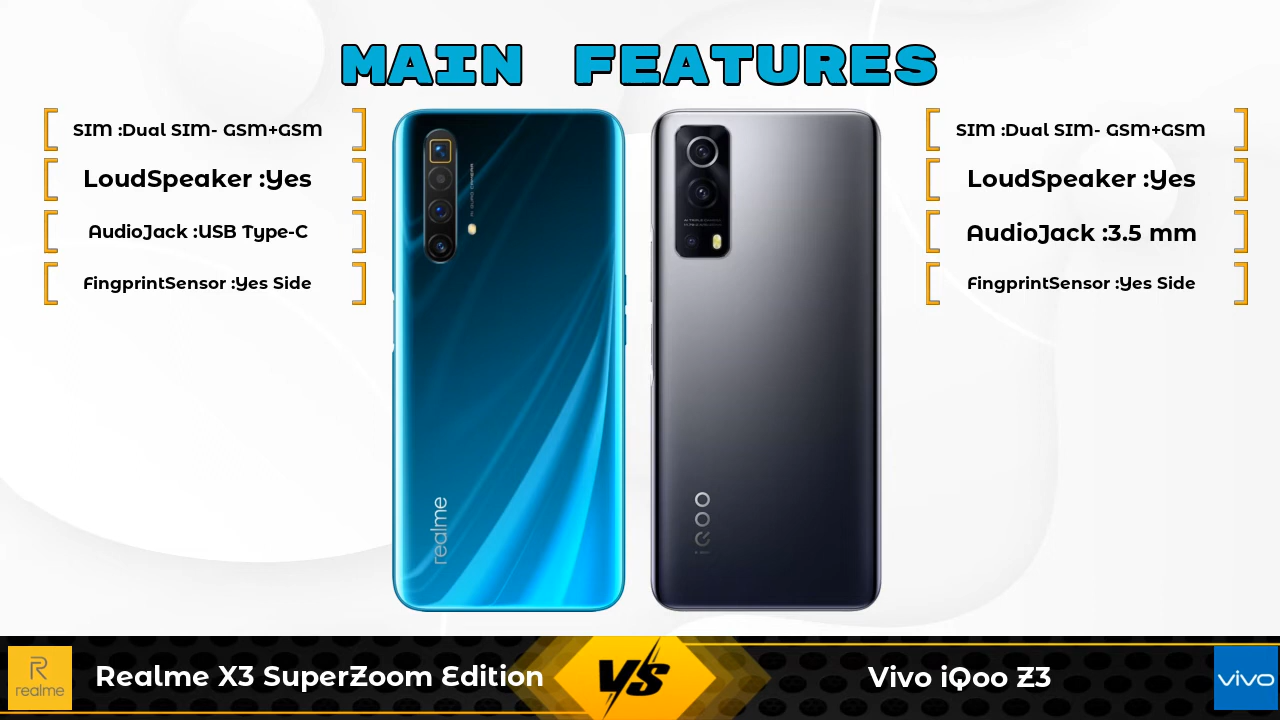 MAIN FEATURES
SIM :Dual SIM- GSM+GSM
LoudSpeaker :Yes
AudioJack :USB Type-C
FingprintSensor :Yes Side
SIM :Dual SIM- GSM+GSM
LoudSpeaker :Yes
AudioJack :3.5 mm
FingprintSensor :Yes Side
realme
iQOO
R
realme
Realme X3 SuperZoom Edition
VS
Vivo iQoo Z3
vivo